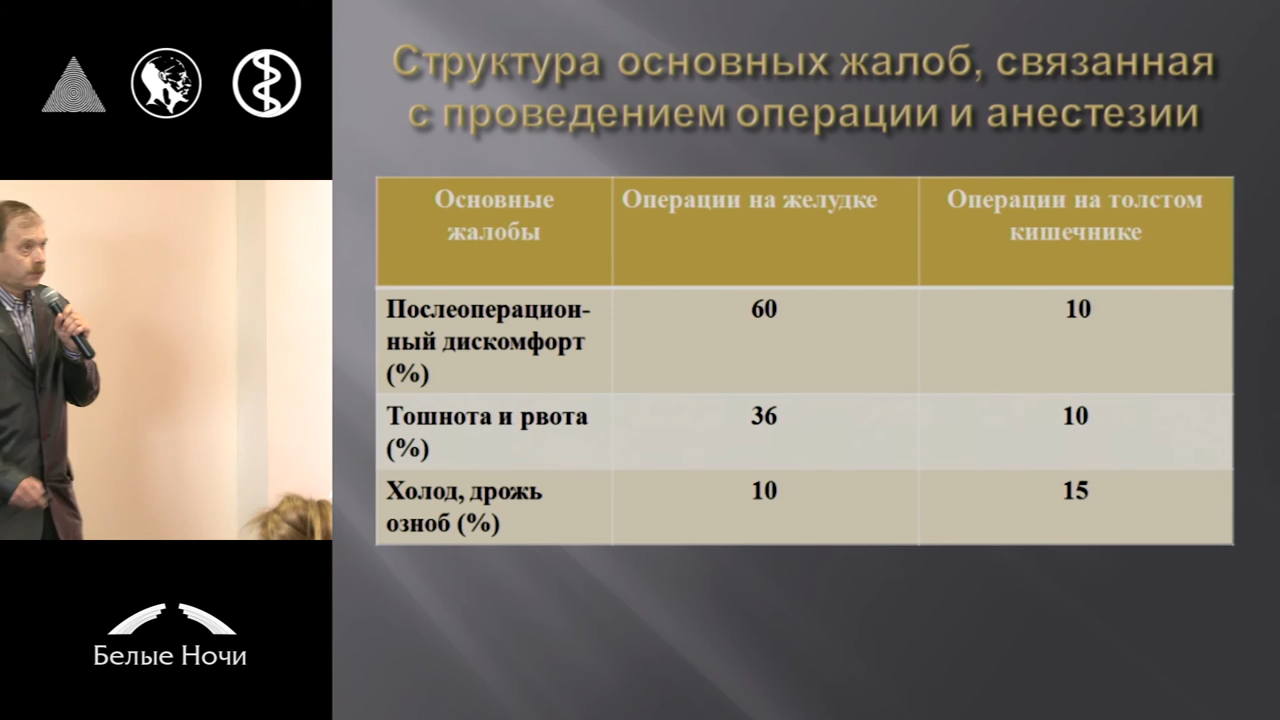 Структура основных жалоб, связанная
с проведением операции и анестезии
Основные
жалобы
Операции на желудке
Операции на толстом
кишечнике
Послеоперацион-
ный дискомфорт
(%)
60
10
Тошнота и рвота
(%)
36
10
Холод, дрожь
озноб (%)
10
15
Белые Ночи